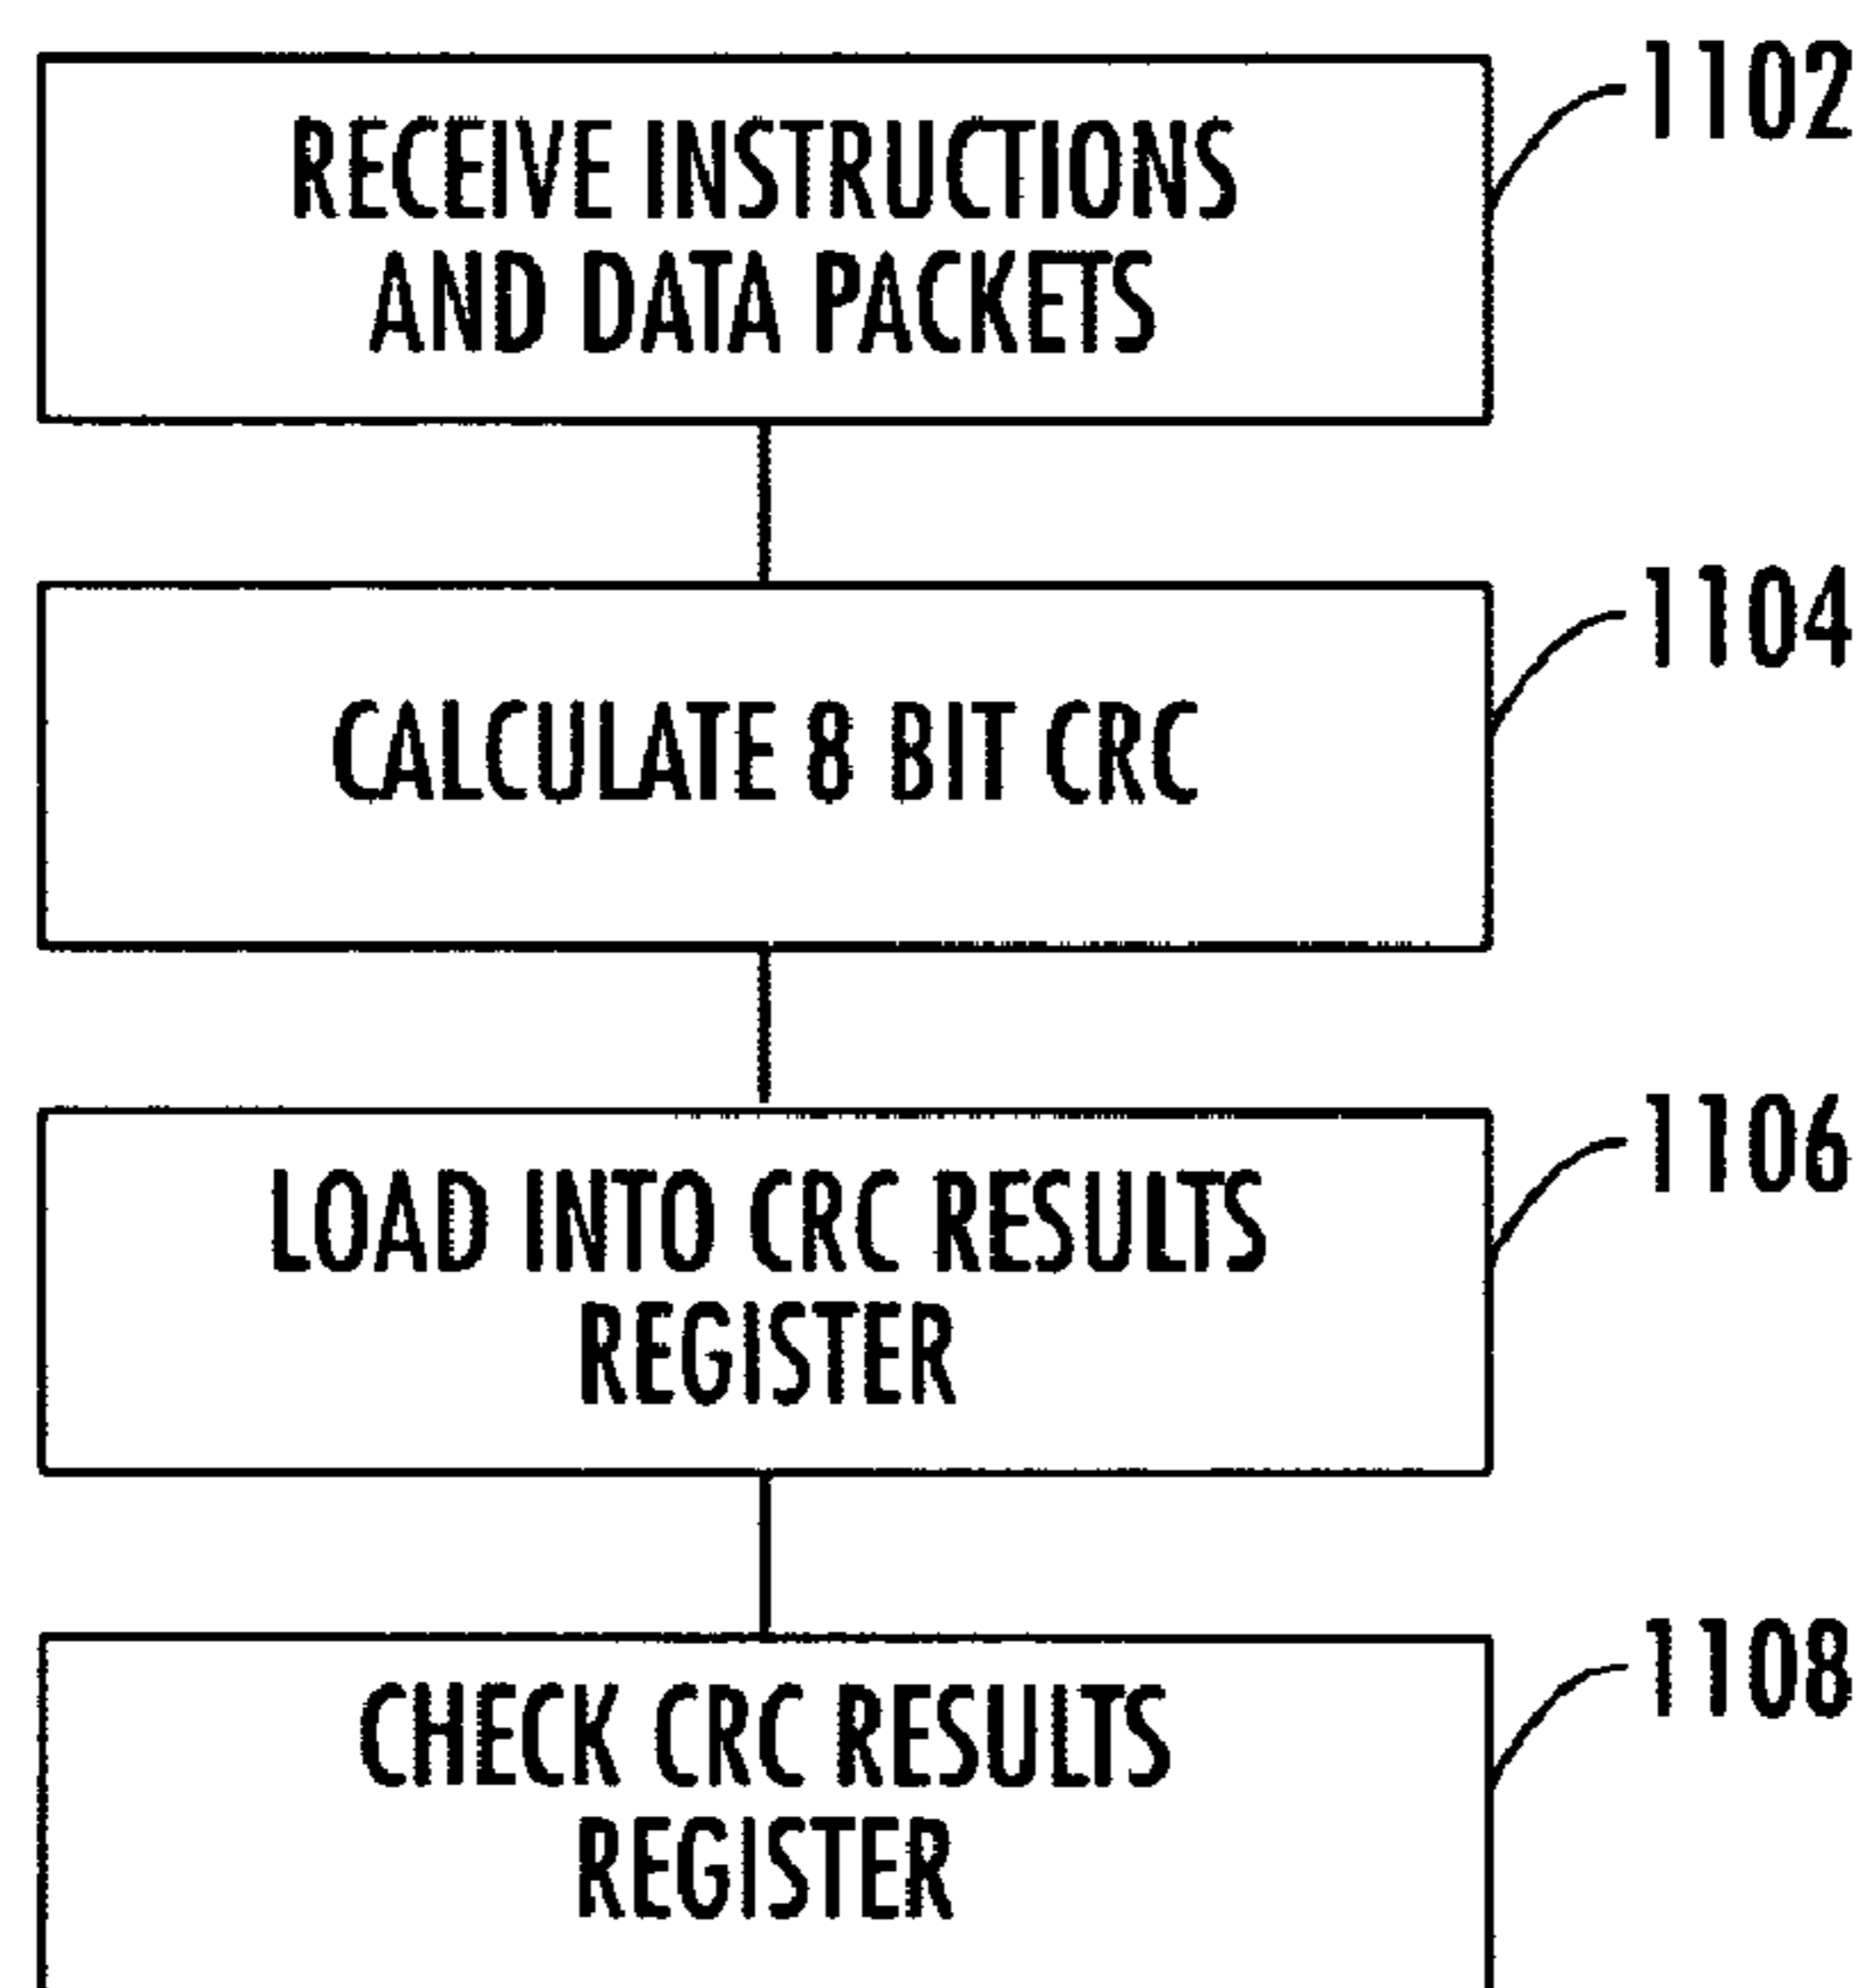 1102
RECEIVE INSTRUCTIONS
AND DATA PACKETS
1104
CALCULATE 8 BIT CRC
1106
LOAD INTO CRC RESULTS
REGISTER
1108
CHECK CRC RESULTS
REGISTER